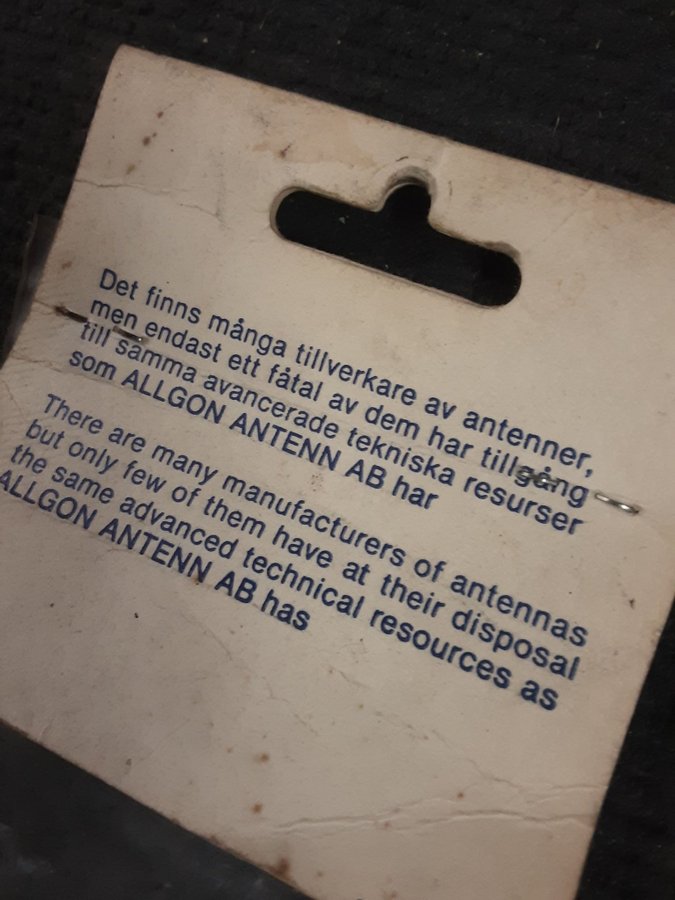 Det finns många tillverkare av antenner,
men endast ett fåtal av dem har tillgång
till samma avancerade tekniska resurser
som ALLGON ANTENN AB har
There are many manufacturers of antennas
but only few of them have at their disposal
the same advanced technical resources as
ALLGON ANTENN AB has